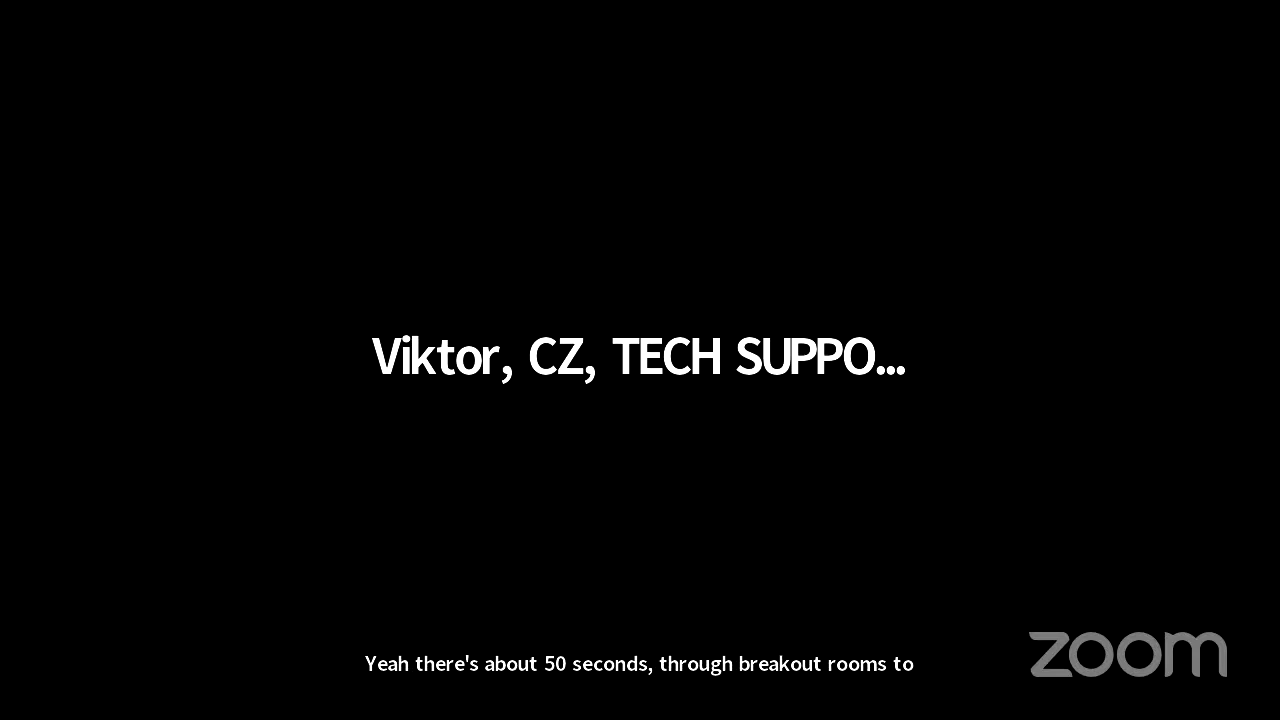 Viktor, CZ, TECH SUPPO...
Yeah there's about 50 seconds, through breakout rooms to
zoom